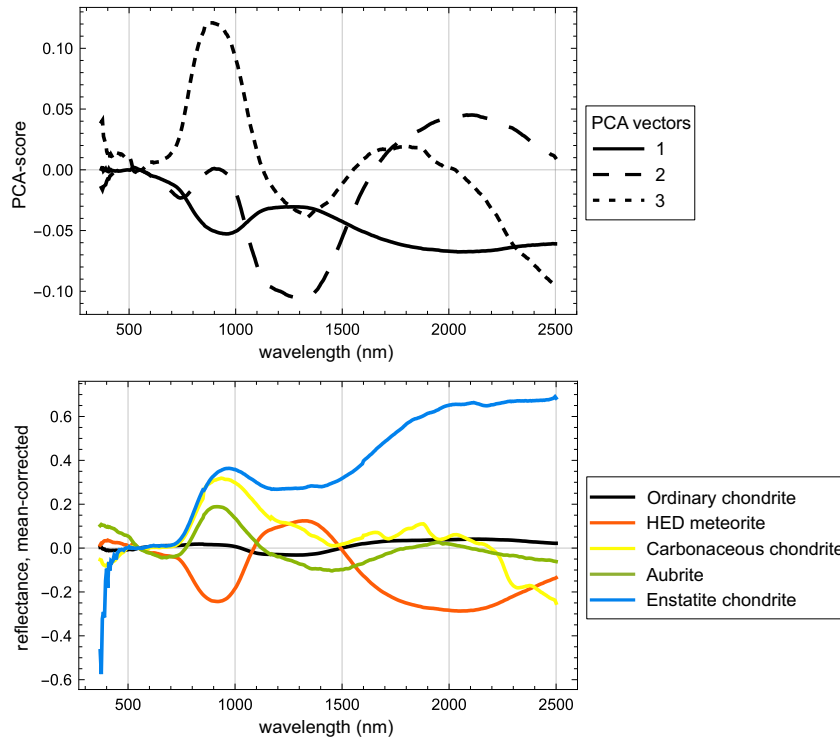 0.10
0.05
0.00
−0.05
−0.10
PCA-score
500
1000
1500
2000
2500
wavelength (nm)
PCA vectors
1
2
3
0.6
0.4
0.2
0.0
−0.2
−0.4
−0.6
reflectance, mean-corrected
500
1000
1500
2000
2500
wavelength (nm)
Ordinary chondrite
HED meteorite
Carbonaceous chondrite
Aubrite
Enstatite chondrite